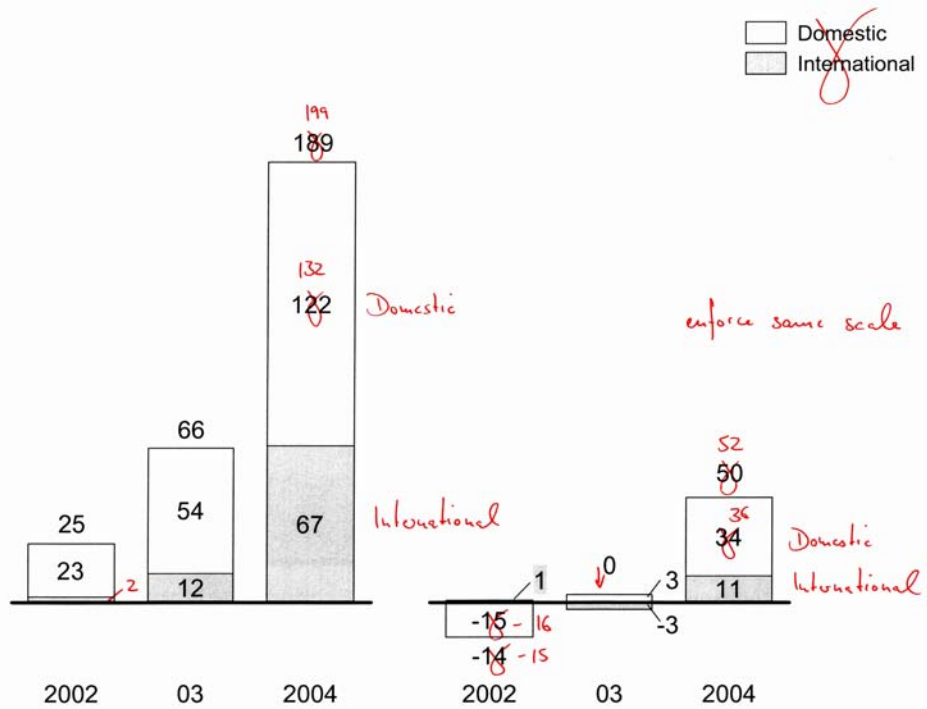 Domestic
International
199
189
132
122
Domestic
enforce same scale
66
52
50
54
International
25
67
36
34
Domestic
23
0
2
12
1
3
11
International
-15 - 16
-3
-14 - 15
2002 03 2004 2002 03 2004